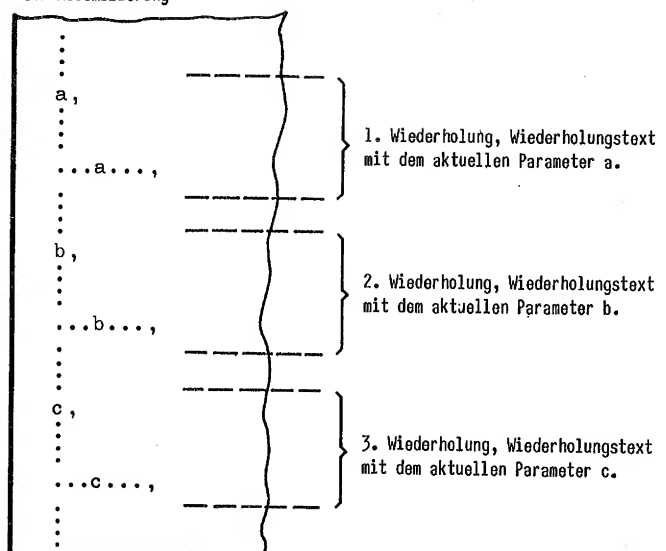 a,
...a....,
1. Wiederholung, Wiederholungstext
mit dem aktuellen Parameter a.
b,
...b....,
2. Wiederholung, Wiederholungstext
mit dem aktuellen Parameter b.
c,
...c....,
3. Wiederholung, Wiederholungstext
mit dem aktuellen Parameter c.